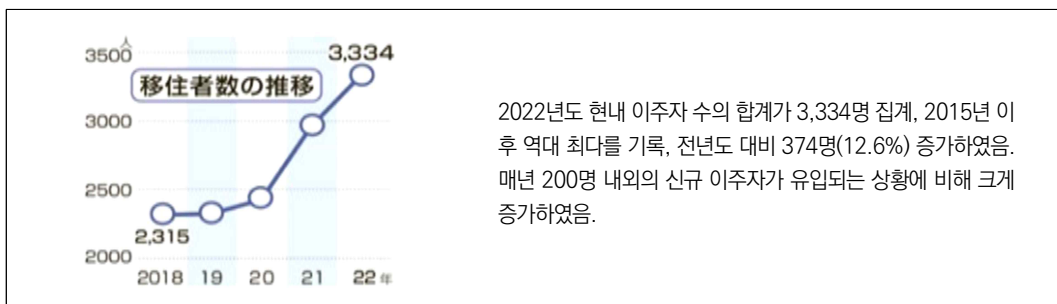 人
3500
3,334
移住者数の推移
3000
2500
2,315
2000
2018 19 20 21 22年
2022년도 현내 이주자 수의 합계가 3,334명 집계, 2015년 이
후 역대 최다를 기록, 전년도 대비 374명(12.6%) 증가하였음.
매년 200명 내외의 신규 이주자가 유입되는 상황에 비해 크게
증가하였음.